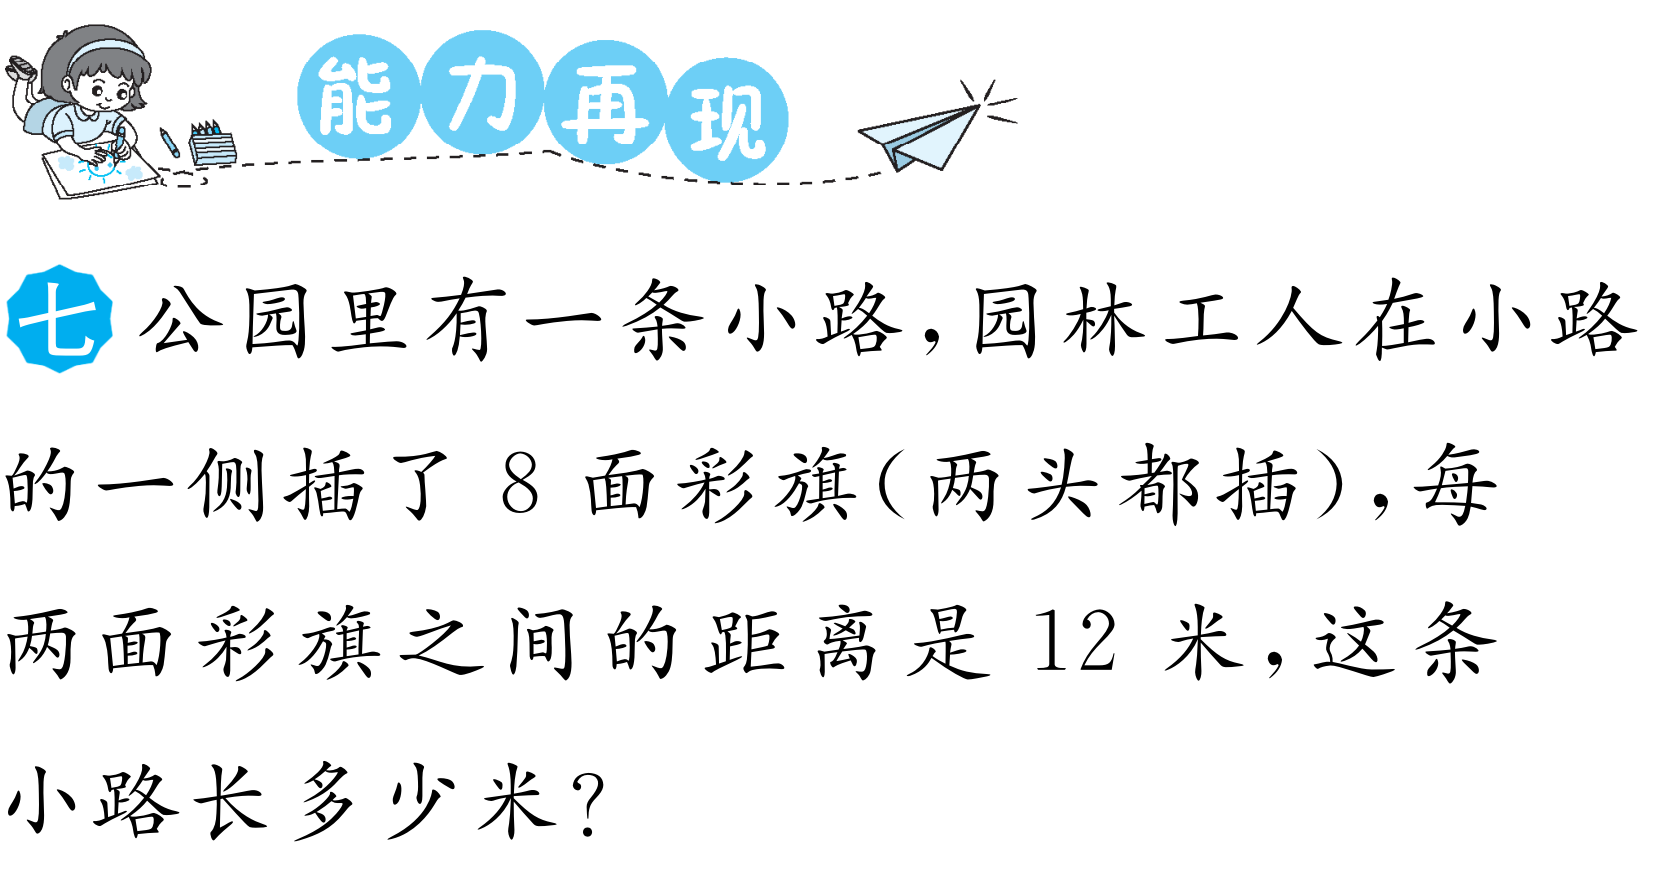 能力再现
七 公园里有一条小路,园林工人在小路
的一侧插了 8 面彩旗(两头都插),每
两面彩旗之间的距离是 12 米,这条
小路长多少米?